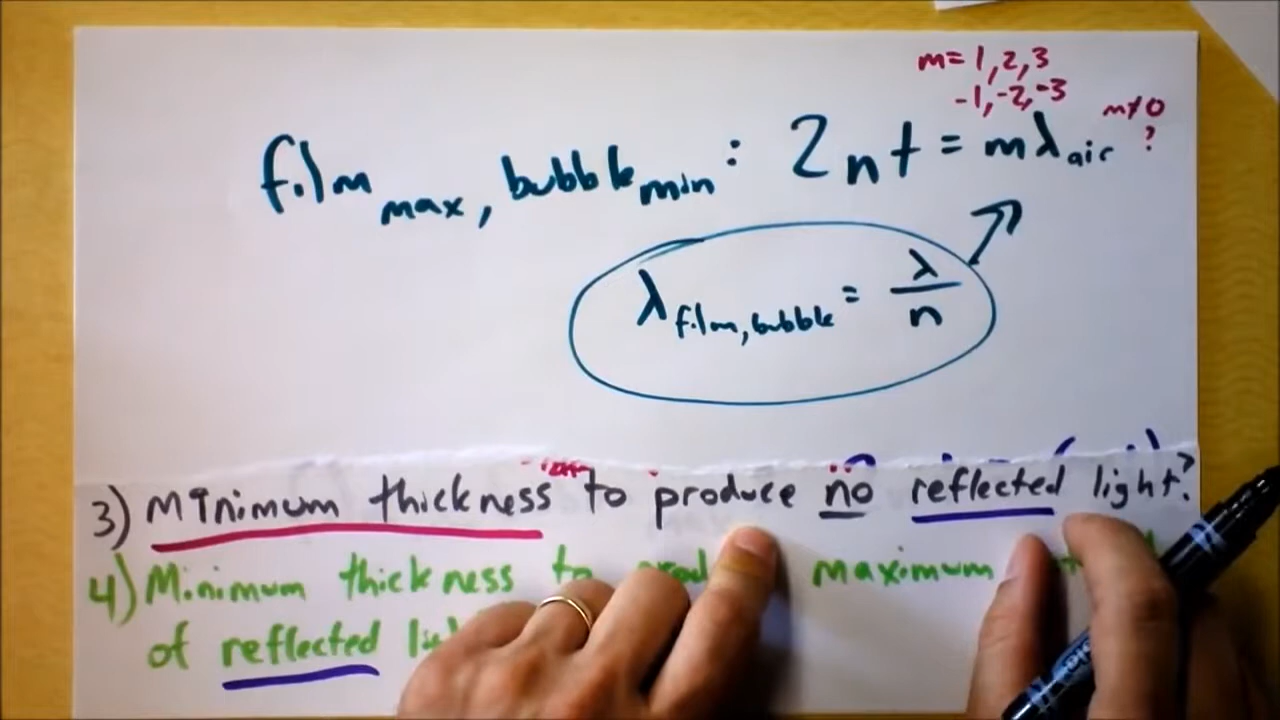 m=1,2,3
-1,-2,-3 m≠0
?
film max, bubble min : 2nt = mλair
λfilm,bubble = λ/n
3) Minimum thickness to produce no reflected light?
4) Minimum thickness to maximum
of reflected